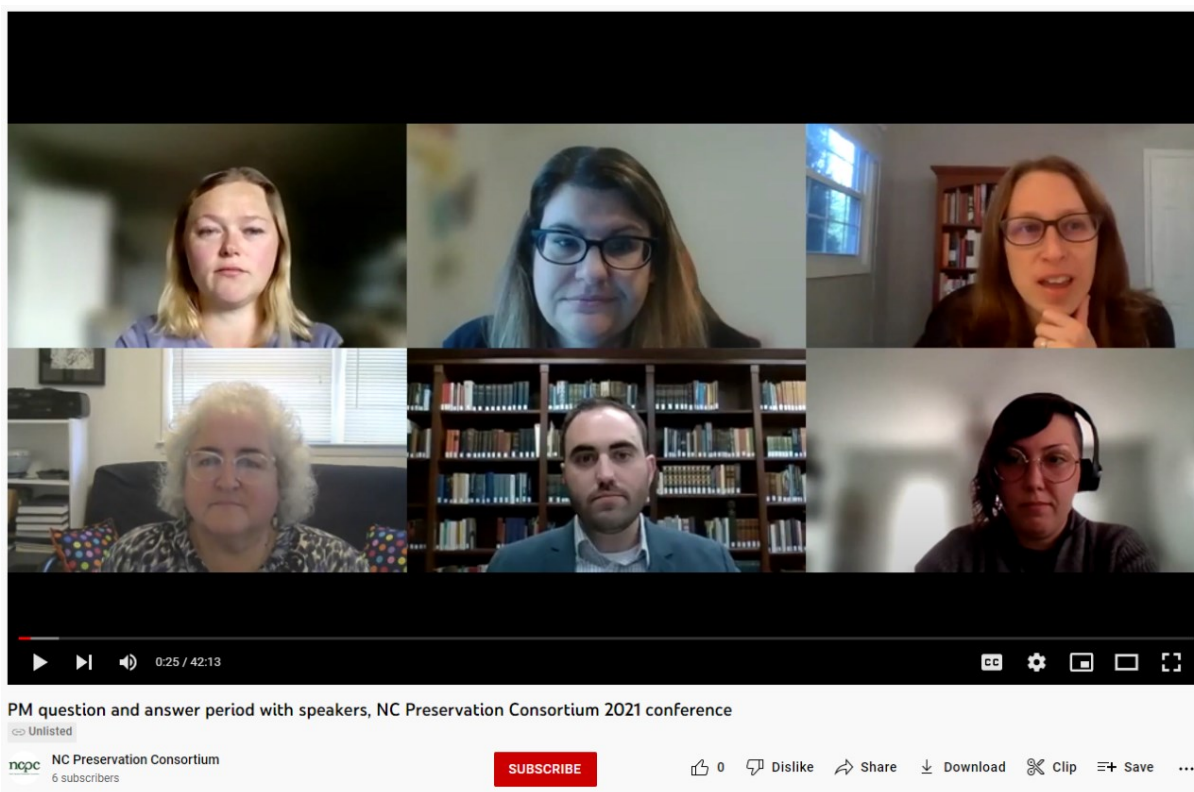 0:25 / 42:13
CC
PM question and answer period with speakers, NC Preservation Consortium 2021 conference
Unlisted
ncpc
NC Preservation Consortium
6 subscribers
SUBSCRIBE
0
Dislike
Share
Download
Clip
Save